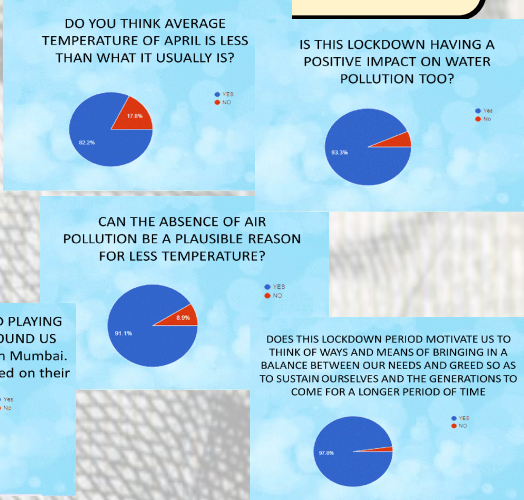 DO YOU THINK AVERAGE
TEMPERATURE OF APRIL IS LESS
THAN WHAT IT USUALLY IS?
YES
NO
17.8%
82.2%
IS THIS LOCKDOWN HAVING A
POSITIVE IMPACT ON WATER
POLLUTION TOO?
Yes
No
93.3%
CAN THE ABSENCE OF AIR
POLLUTION BE A PLAUSIBLE REASON
FOR LESS TEMPERATURE?
YES
NO
8.9%
91.1%
PLAYING
OUND US
n Mumbai.
ed on their
Yes
No
DOES THIS LOCKDOWN PERIOD MOTIVATE US TO
THINK OF WAYS AND MEANS OF BRINGING IN A
BALANCE BETWEEN OUR NEEDS AND GREED SO AS
TO SUSTAIN OURSELVES AND THE GENERATIONS TO
COME FOR A LONGER PERIOD OF TIME
YES
NO
97.8%